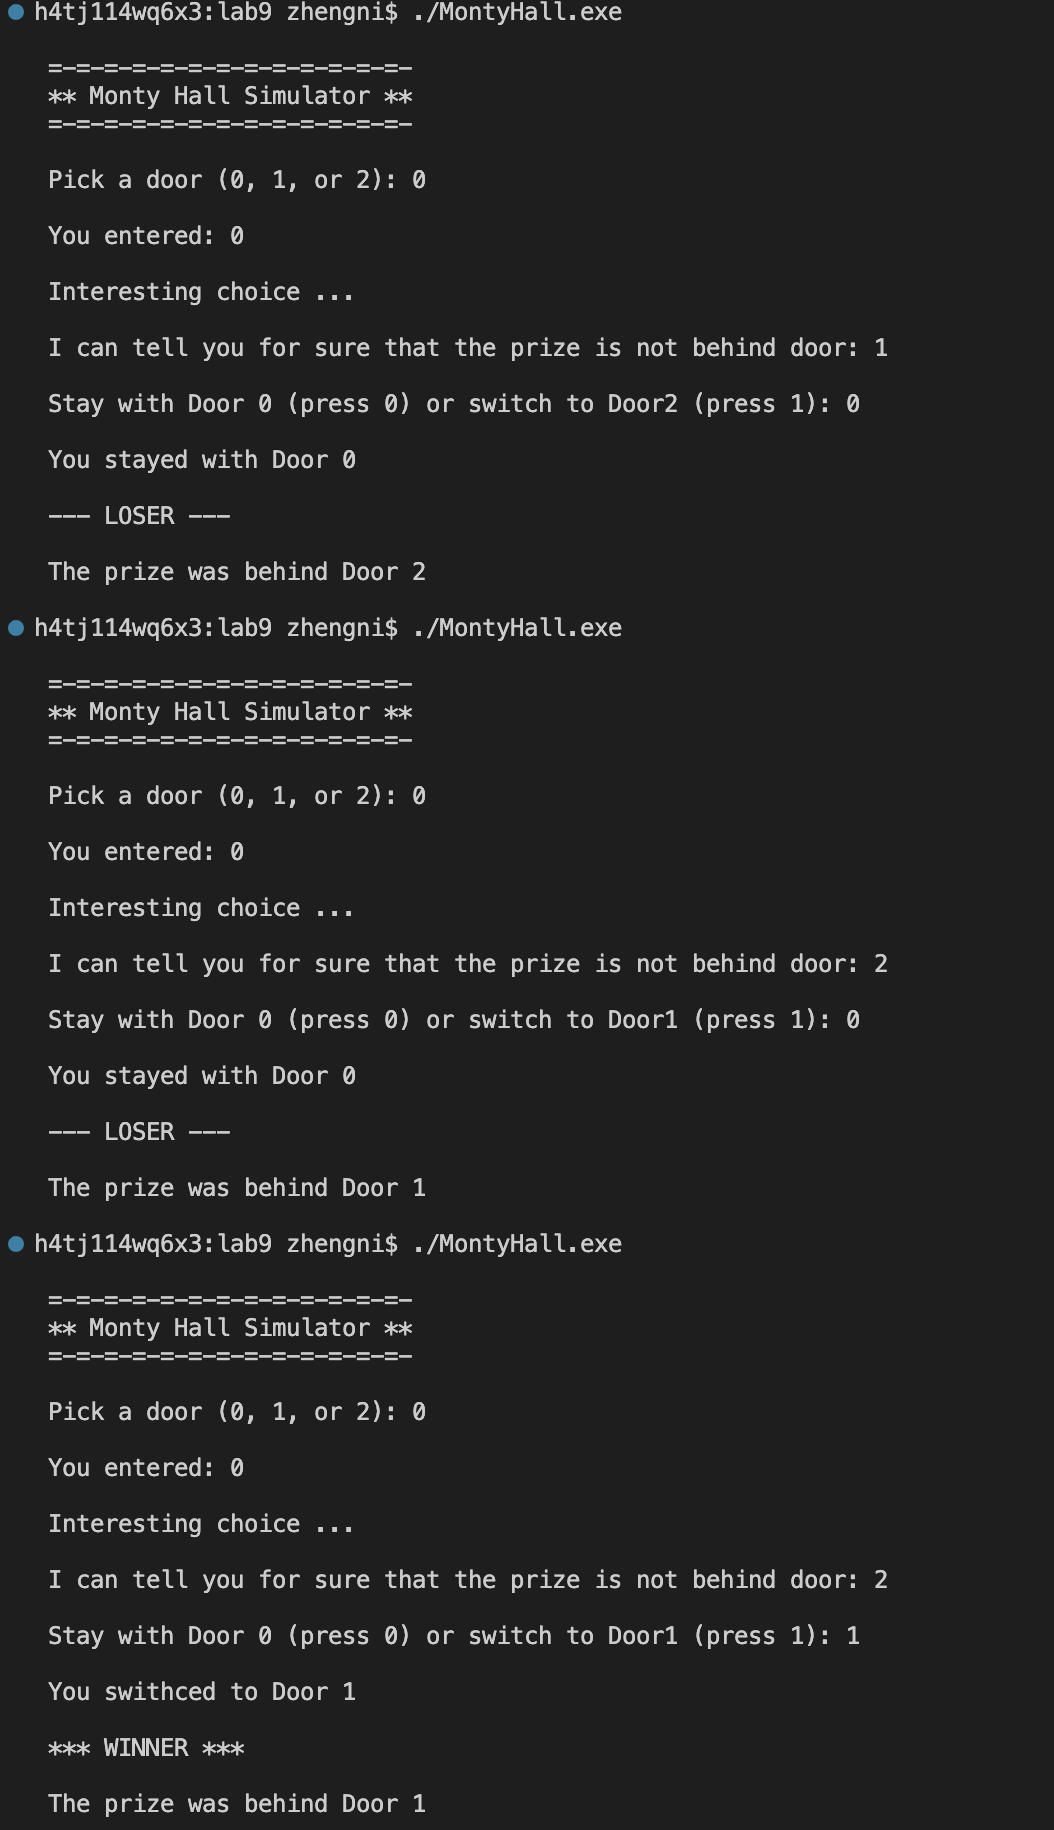 h4tj114wq6x3:lab9 zhengni$ ./MontyHall.exe
=-=-=-=-=-=-=-=-=-=-=-=-=-
** Monty Hall Simulator **
=-=-=-=-=-=-=-=-=-=-=-=-=-
Pick a door (0, 1, or 2): 0
You entered: 0
Interesting choice ...
I can tell you for sure that the prize is not behind door: 1
Stay with Door 0 (press 0) or switch to Door2 (press 1): 0
You stayed with Door 0
--- LOSER ---
The prize was behind Door 2
h4tj114wq6x3:lab9 zhengni$ ./MontyHall.exe
=-=-=-=-=-=-=-=-=-=-=-=-=-
** Monty Hall Simulator **
=-=-=-=-=-=-=-=-=-=-=-=-=-
Pick a door (0, 1, or 2): 0
You entered: 0
Interesting choice ...
I can tell you for sure that the prize is not behind door: 2
Stay with Door 0 (press 0) or switch to Door1 (press 1): 0
You stayed with Door 0
--- LOSER ---
The prize was behind Door 1
h4tj114wq6x3:lab9 zhengni$ ./MontyHall.exe
=-=-=-=-=-=-=-=-=-=-=-=-=-
** Monty Hall Simulator **
=-=-=-=-=-=-=-=-=-=-=-=-=-
Pick a door (0, 1, or 2): 0
You entered: 0
Interesting choice ...
I can tell you for sure that the prize is not behind door: 2
Stay with Door 0 (press 0) or switch to Door1 (press 1): 1
You swithced to Door 1
*** WINNER ***
The prize was behind Door 1